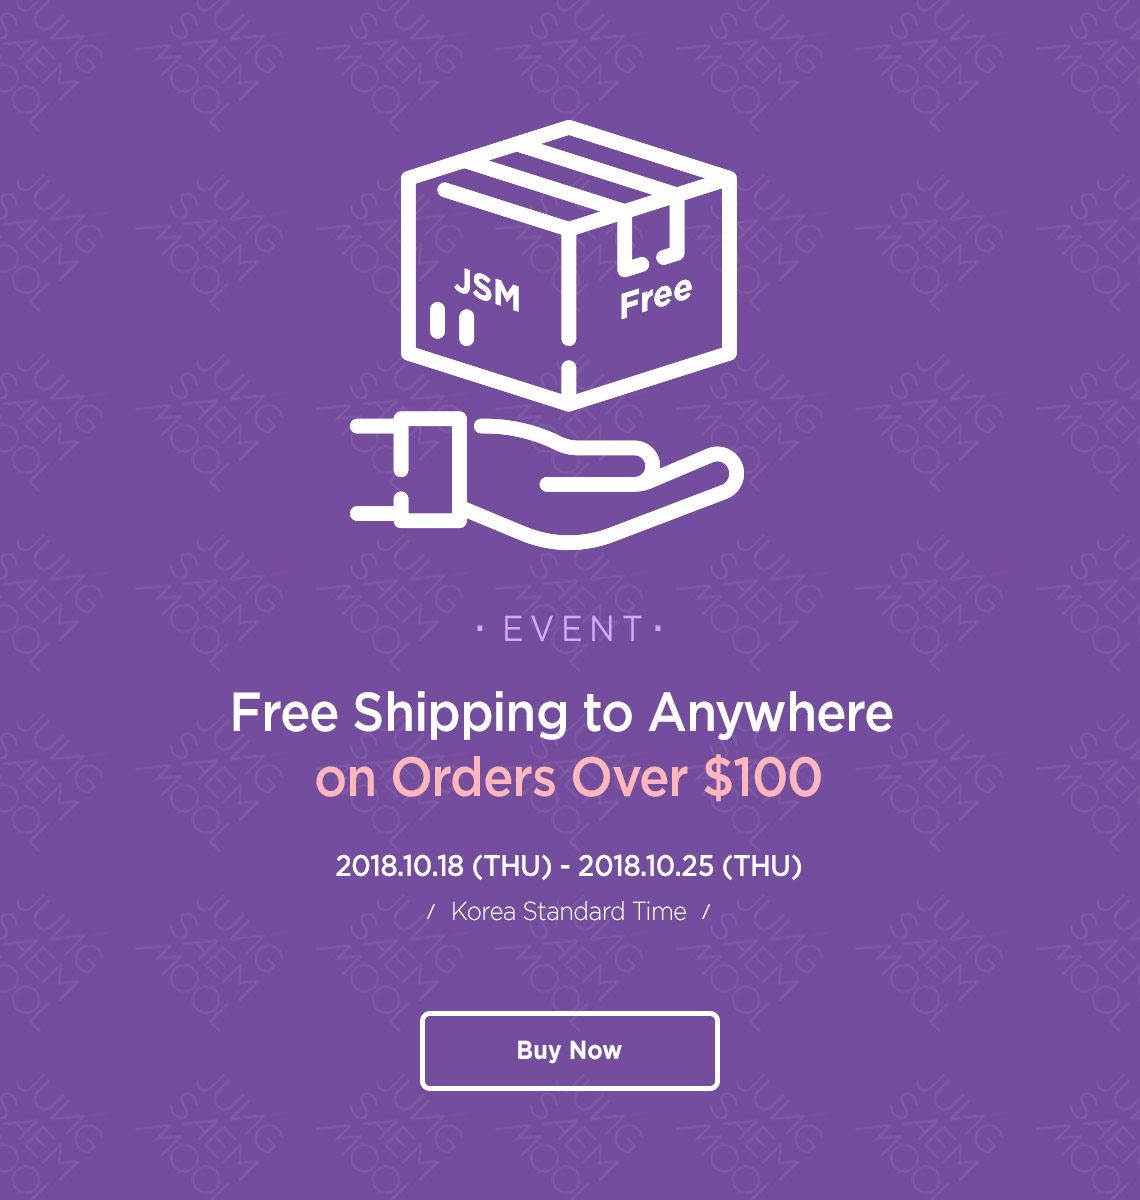 JSM
Free
· EVENT ·
Free Shipping to Anywhere
on Orders Over $100
2018.10.18 (THU) - 2018.10.25 (THU)
/ Korea Standard Time /
Buy Now